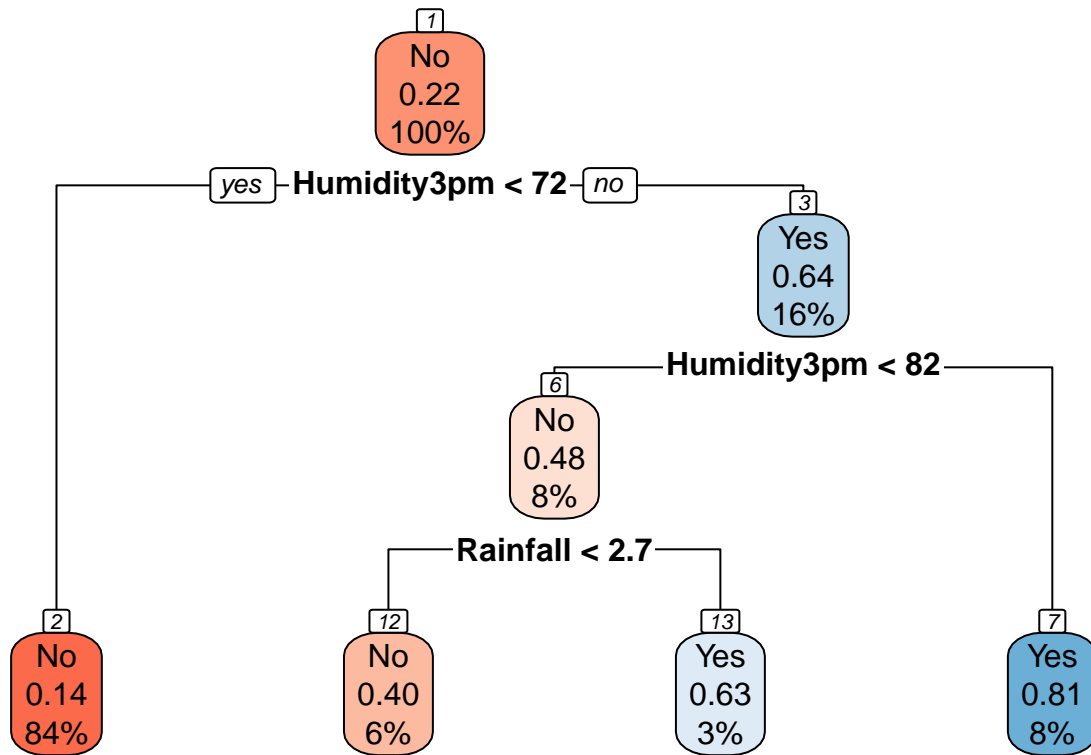 1
No
0.22
100%
yes Humidity3pm < 72 no
3
Yes
0.64
16%
Humidity3pm < 82
6
No
0.48
8%
Rainfall < 2.7
2
No
0.14
84%
12
No
0.40
6%
13
Yes
0.63
3%
7
Yes
0.81
8%